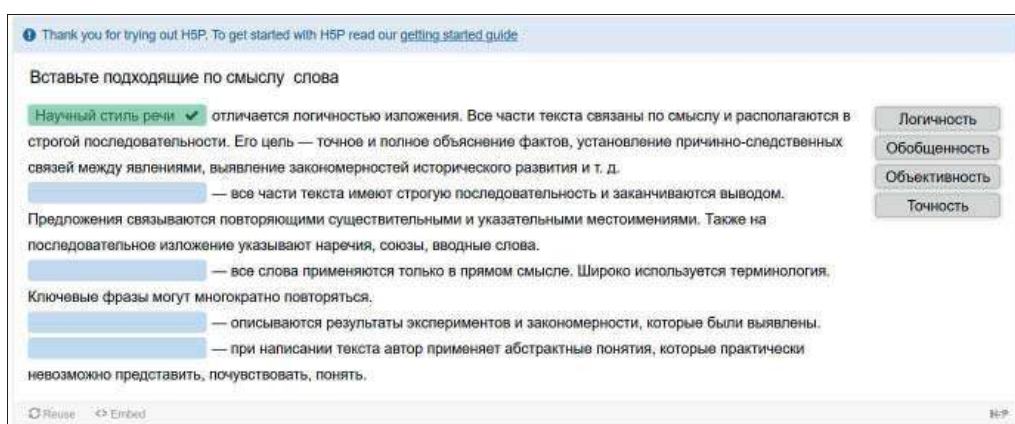 Thank you for trying out H5P. To get started with H5P read our getting started guide
Вставьте подходящие по смыслу слова
Научный стиль речи ✔ отличается логичностью изложения. Все части текста связаны по смыслу и располагаются в
строгой последовательности. Его цель — точное и полное объяснение фактов, установление причинно-следственных
связей между явлениями, выявление закономерностей исторического развития и т. д.
— все части текста имеют строгую последовательность и заканчиваются выводом.
Предложения связываются повторяющими существительными и указательными местоимениями. Также на
последовательное изложение указывают наречия, союзы, вводные слова.
— все слова применяются только в прямом смысле. Широко используется терминология.
Ключевые фразы могут многократно повторяться.
— описываются результаты экспериментов и закономерности, которые были выявлены.
— при написании текста автор применяет абстрактные понятия, которые практически
невозможно представить, почувствовать, понять.
Логичность
Обобщенность
Объективность
Точность
Reuse <> Embed
H5P